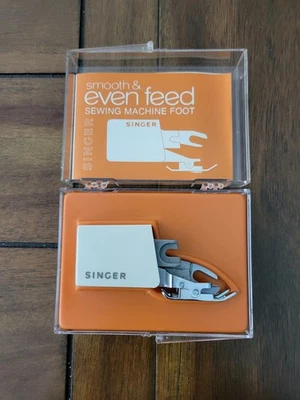 smooth &
even feed
SEWING MACHINE FOOT
SINGER
SINGER
SINGER